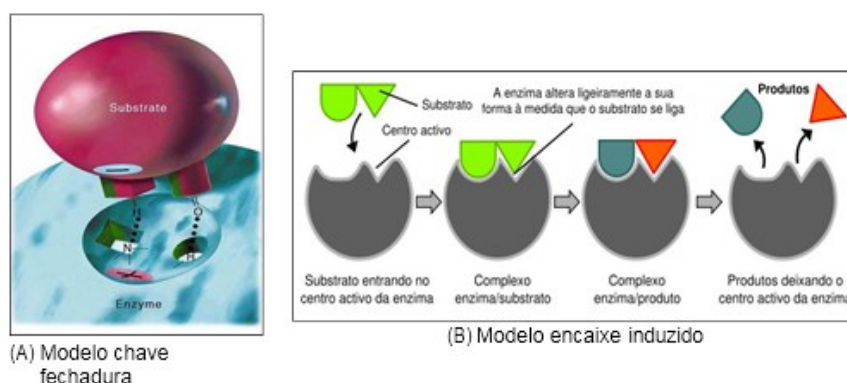 Substrate
H
O
N
H
Enzyme
(A) Modelo chave
fechadura
Substrato
Centro activo
A enzima altera ligeiramente a sua
forma à medida que o substrato se liga
Produtos
Substrato entrando no
centro activo da enzima
Complexo
enzima/substrato
Complexo
enzima/produto
Produtos deixando o
centro activo da enzima
(B) Modelo encaixe induzido